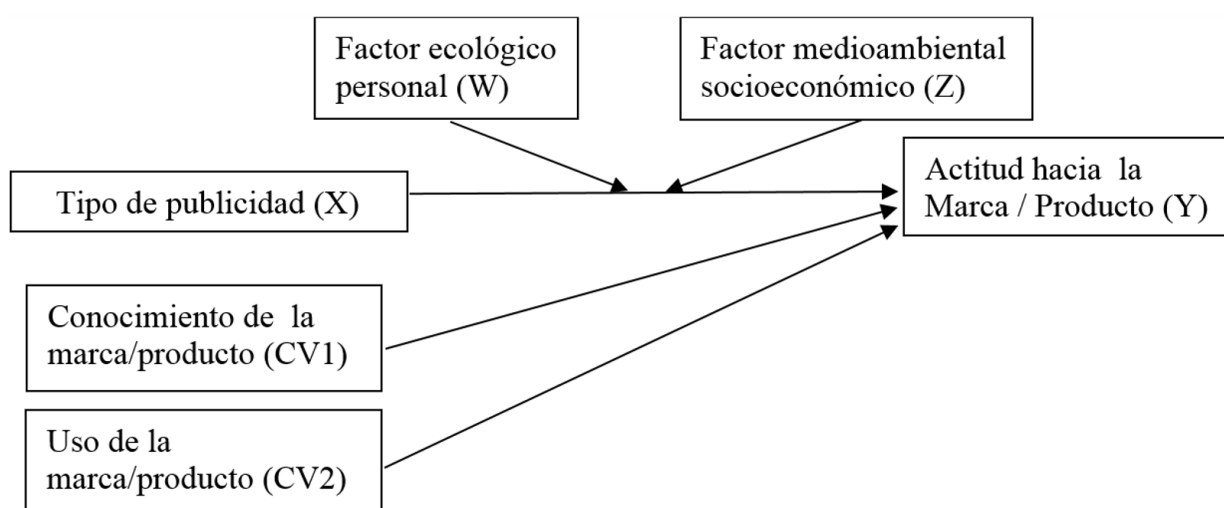 Factor ecológico
personal (W)
Factor medioambiental
socioeconómico (Z)
Tipo de publicidad (X)
Actitud hacia la
Marca / Producto (Y)
Conocimiento de la
marca/producto (CV1)
Uso de la
marca/producto (CV2)